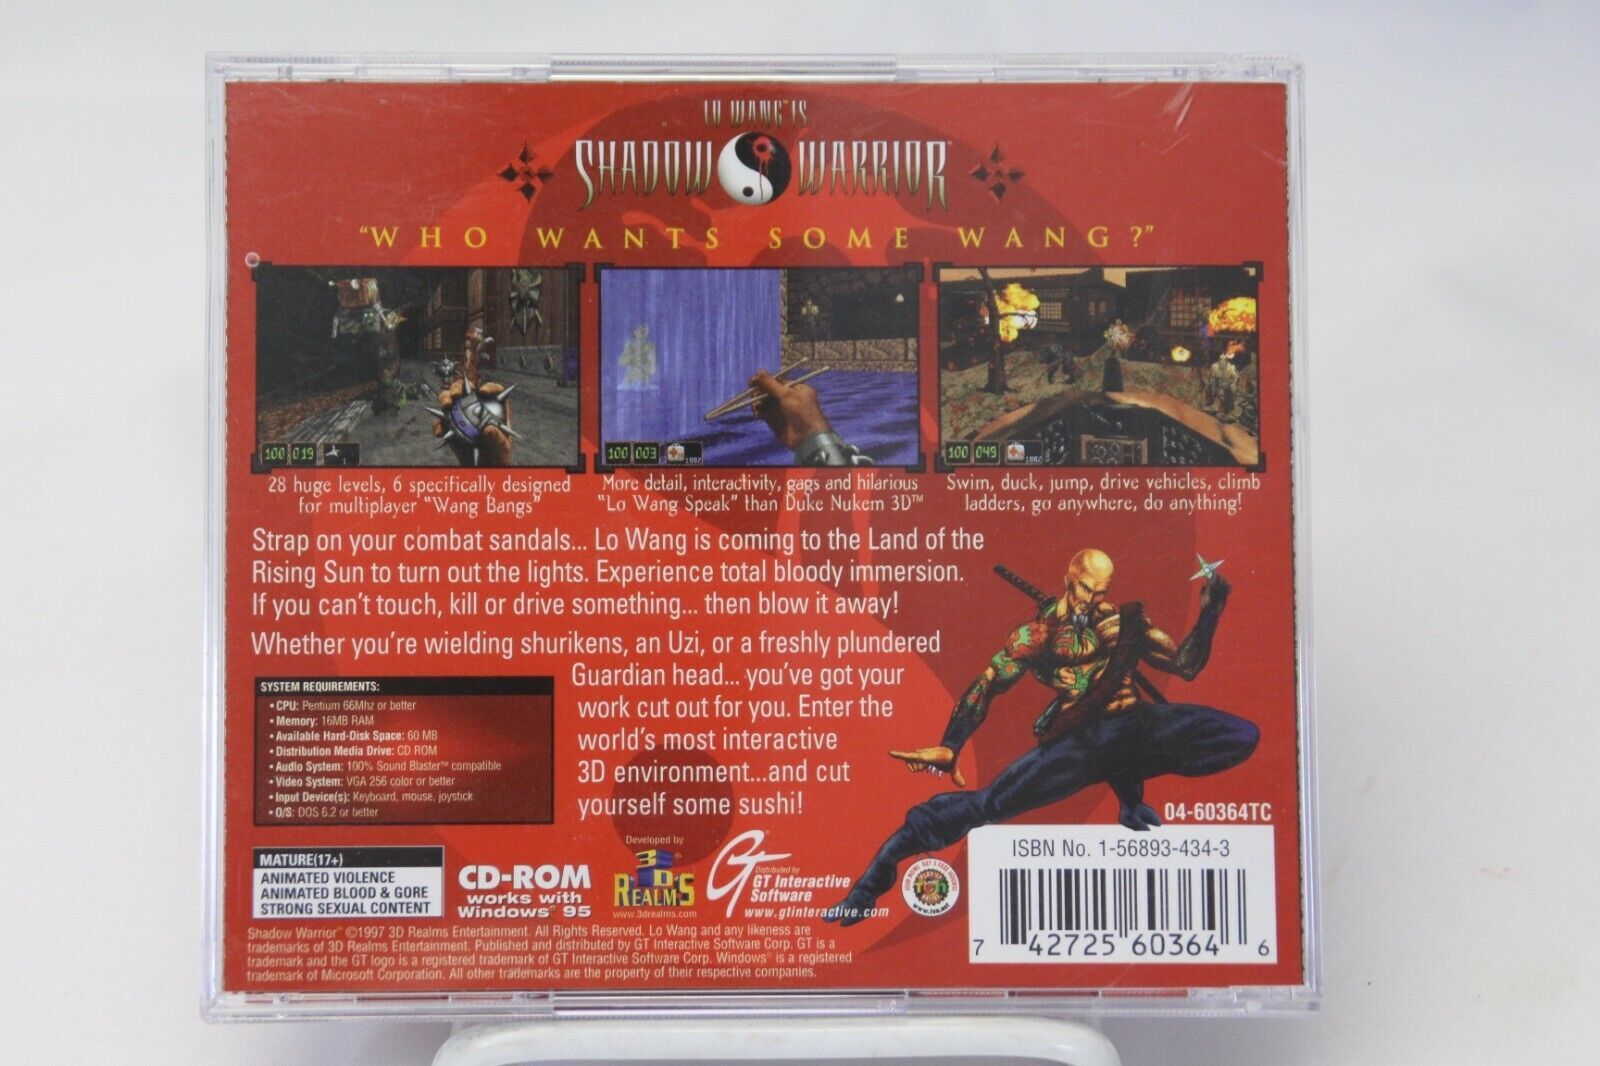 LO WANG IS
SHADOW WARRIOR™
"WHO WANTS SOME WANG?"
100 019
100 003
100 049
28 huge levels, 6 specifically designed
for multiplayer "Wang Bangs"
More detail, interactivity, gags and hilarious
"Lo Wang Speak" than Duke Nukem 3D™
Swim, duck, jump, drive vehicles, climb
ladders, go anywhere, do anything!
Strap on your combat sandals... Lo Wang is coming to the Land of the
Rising Sun to turn out the lights. Experience total bloody immersion.
If you can't touch, kill or drive something... then blow it away!
Whether you're wielding shurikens, an Uzi, or a freshly plundered
Guardian head... you've got your
work cut out for you. Enter the
world's most interactive
3D environment...and cut
yourself some sushi!
SYSTEM REQUIREMENTS:
• CPU: Pentium 66Mhz or better
• Memory: 16MB RAM
• Available Hard-Disk Space: 60 MB
• Distribution Media Drive: CD ROM
• Audio System: 100% Sound Blaster™ compatible
• Video System: VGA 256 color or better
• Input Device(s): Keyboard, mouse, joystick
• O/S: DOS 6.2 or better
MATURE(17+)
ANIMATED VIOLENCE
ANIMATED BLOOD & GORE
STRONG SEXUAL CONTENT
CD-ROM
works with
Windows® 95
Developed by
3D
REALMS
www.3drealms.com
GT
Distributed by
GT Interactive
Software
www.gtinteractive.com
04-60364TC
ISBN No. 1-56893-434-3
7 42725 60364 6
Shadow Warrior™ ©1997 3D Realms Entertainment. All Rights Reserved. Lo Wang and any likeness are
trademarks of 3D Realms Entertainment. Published and distributed by GT Interactive Software Corp. GT is a
trademark and the GT logo is a registered trademark of GT Interactive Software Corp. Windows® is a registered
trademark of Microsoft Corporation. All other trademarks are the property of their respective companies.